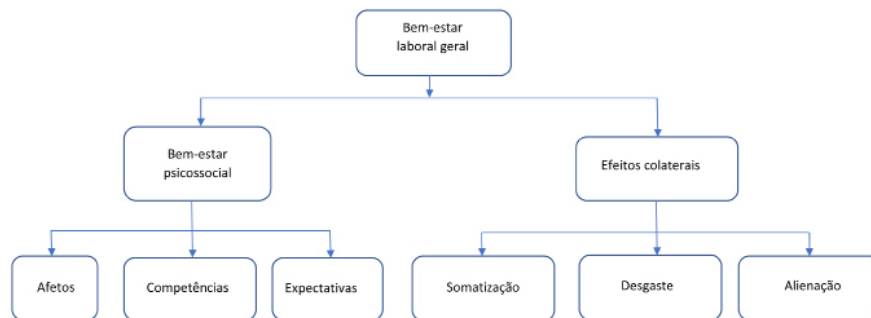 Bem-estar
laboral geral
Bem-estar
psicossocial
Efeitos colaterais
Afetos
Competências
Expectativas
Somatização
Desgaste
Alienação